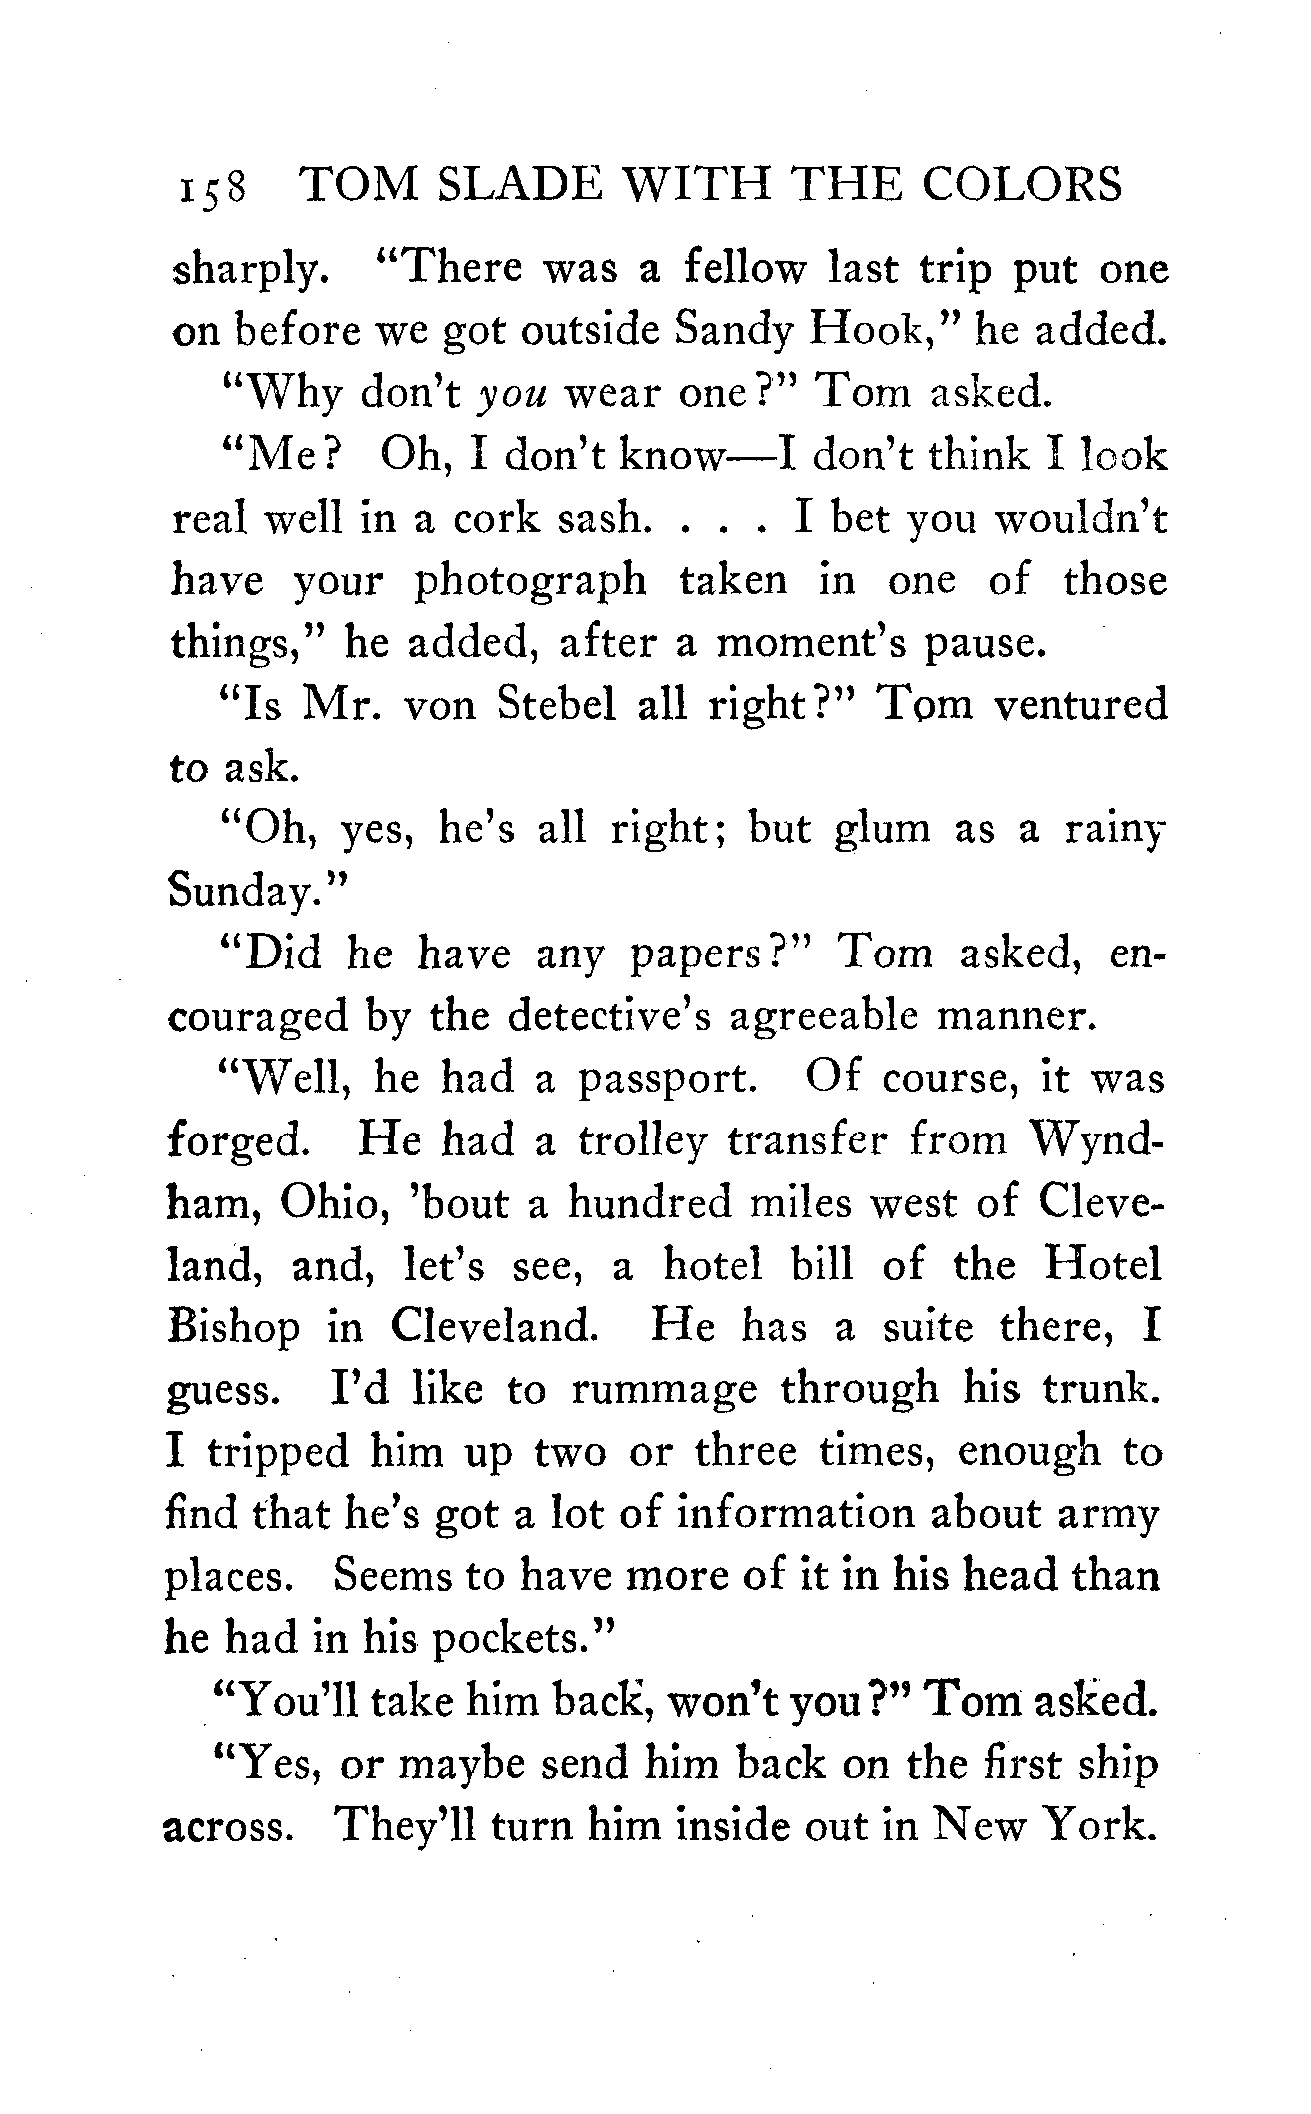 158 TOM SLADE WITH THE COLORS
sharply. "There was a fellow last trip put one
on before we got outside Sandy Hook," he added.
"Why don't you wear one?" Tom asked.
"Me? Oh, I don't know—I don't think I look
real well in a cork sash. . . . I bet you wouldn't
have your photograph taken in one of those
things," he added, after a moment's pause.
"Is Mr. von Stebel all right?" Tom ventured
to ask.
"Oh, yes, he's all right; but glum as a rainy
Sunday."
"Did he have any papers?" Tom asked, en-
couraged by the detective's agreeable manner.
"Well, he had a passport. Of course, it was
forged. He had a trolley transfer from Wynd-
ham, Ohio, 'bout a hundred miles west of Cleve-
land, and, let's see, a hotel bill of the Hotel
Bishop in Cleveland. He has a suite there, I
guess. I'd like to rummage through his trunk.
I tripped him up two or three times, enough to
find that he's got a lot of information about army
places. Seems to have more of it in his head than
he had in his pockets."
"You'll take him back, won't you?" Tom asked.
"Yes, or maybe send him back on the first ship
across. They'll turn him inside out in New York.